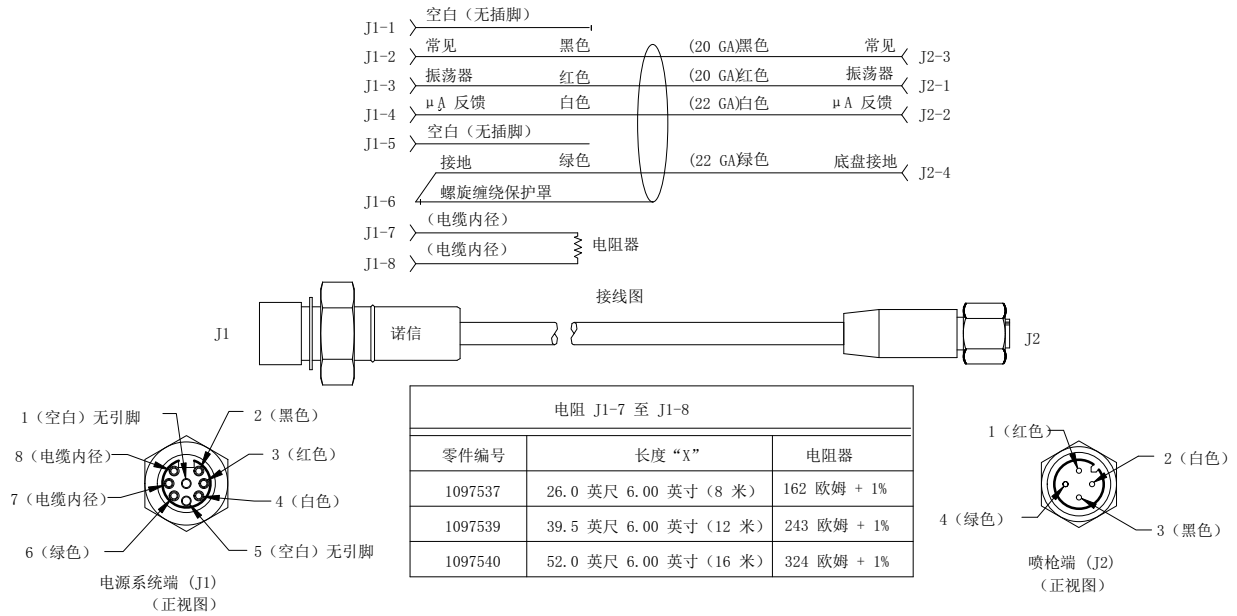 J1-1 空白（无插脚）
J1-2 常见 黑色 (20 GA)黑色 常见 J2-3
J1-3 振荡器 红色 (20 GA)红色 振荡器 J2-1
J1-4 μA 反馈 白色 (22 GA)白色 μA 反馈 J2-2
J1-5 空白（无插脚）
接地 绿色 (22 GA)绿色 底盘接地 J2-4
J1-6 螺旋缠绕保护罩
J1-7 （电缆内径）
电阻器
J1-8 （电缆内径）
接线图
J1 诺信 J2
1（空白）无引脚
2（黑色）
8（电缆内径）
3（红色）
7（电缆内径）
4（白色）
6（绿色）
5（空白）无引脚
电源系统端 (J1)
（正视图）
电阻 J1-7 至 J1-8
零件编号 长度“X” 电阻器
1097537 26.0 英尺 6.00 英寸（8 米） 162 欧姆 + 1%
1097539 39.5 英尺 6.00 英寸（12 米） 243 欧姆 + 1%
1097540 52.0 英尺 6.00 英寸（16 米） 324 欧姆 + 1%
1（红色）
2（白色）
4（绿色）
3（黑色）
喷枪端 (J2)
（正视图）